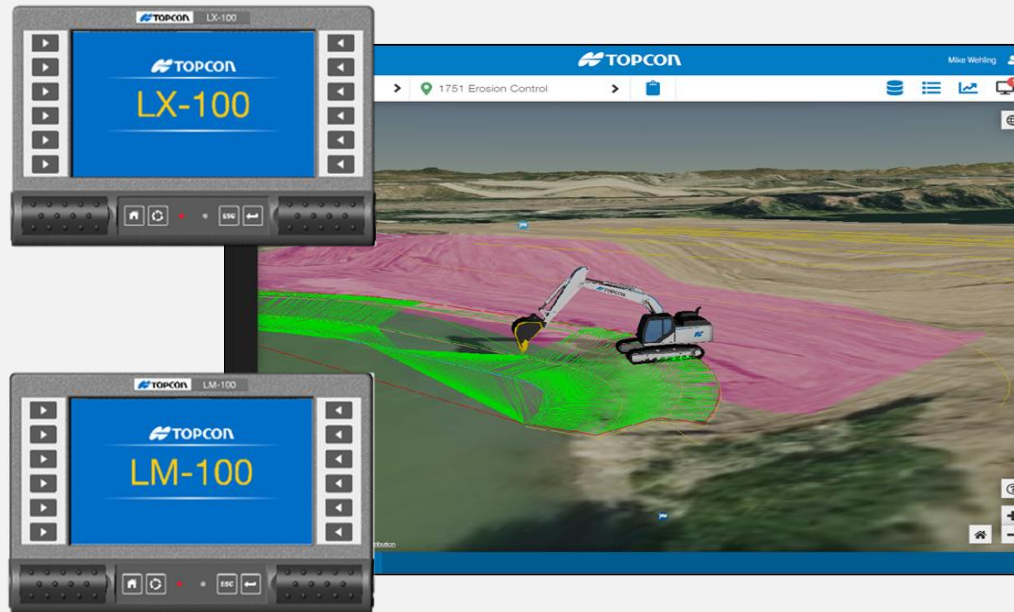 TOPCON LX-100
TOPCON
LX-100
ESC
TOPCON
Mike Wehling
1751 Erosion Control
TOPCON
TOPCON LM-100
TOPCON
LM-100
ESC